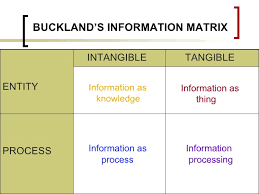 BUCKLAND'S INFORMATION MATRIX
INTANGIBLE TANGIBLE
ENTITY
Information as
knowledge
Information as
thing
PROCESS
Information as
process
Information
processing